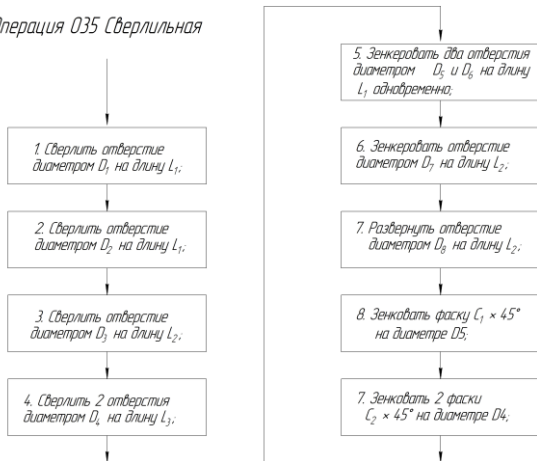 Операция 035 Сверлильная
1. Сверлить отверстие
диаметром D₁ на длину L₁;
2. Сверлить отверстие
диаметром D₂ на длину L₁;
3. Сверлить отверстие
диаметром D₃ на длину L₂;
4. Сверлить 2 отверстия
диаметром D₄ на длину L₃;
5. Зенкеровать два отверстия
диаметром D₅ и D₆ на длину
L₁ одновременно;
6. Зенкеровать отверстие
диаметром D₇ на длину L₂;
7. Развернуть отверстие
диаметром D₈ на длину L₂;
8. Зенковать фаску C₁ × 45°
на диаметре D5;
7. Зенковать 2 фаски
C₂ × 45° на диаметре D4;